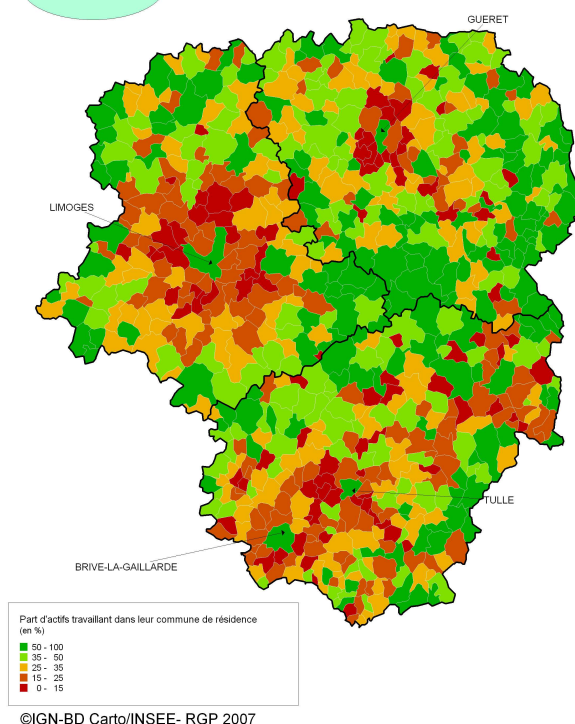 GUERET
LIMOGES
TULLE
BRIVE-LA-GAILLARDE
Part d'actifs travaillant dans leur commune de résidence
(en %)
50 - 100
35 - 50
25 - 35
15 - 25
0 - 15
©IGN-BD Carto/INSEE- RGP 2007